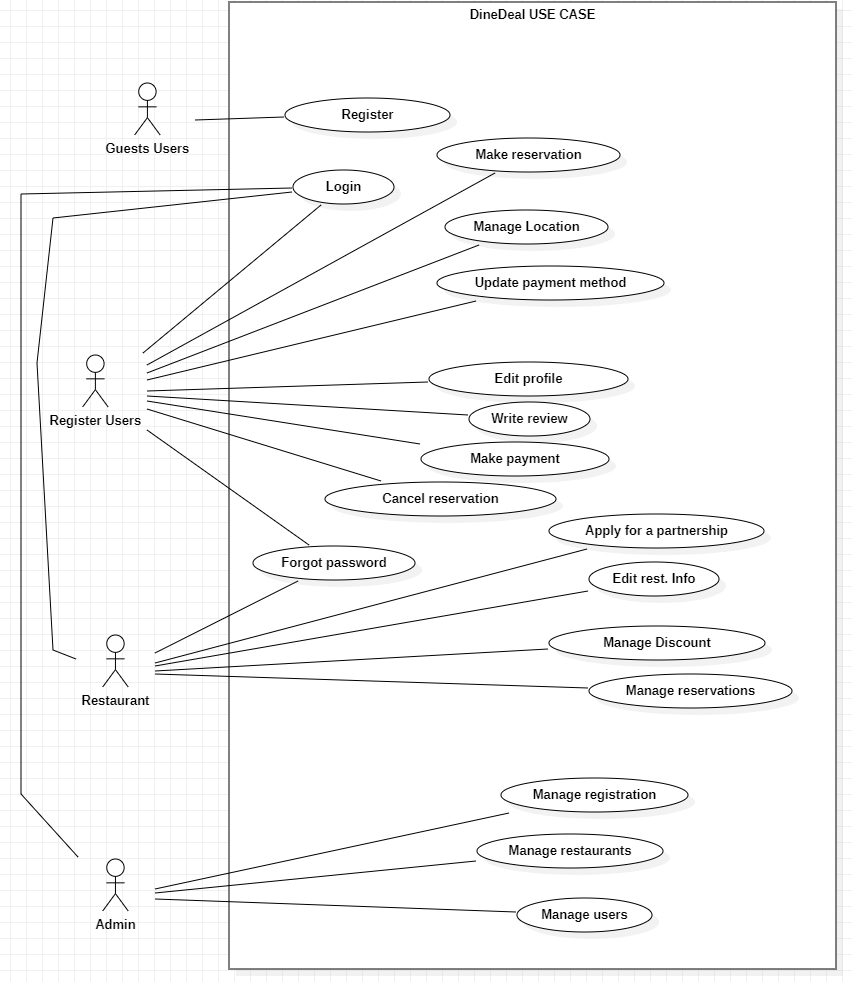 DineDeal USE CASE
Register
Guests Users
Make reservation
Login
Manage Location
Update payment method
Edit profile
Register Users
Write review
Make payment
Cancel reservation
Apply for a partnership
Forgot password
Edit rest. Info
Manage Discount
Restaurant
Manage reservations
Manage registration
Manage restaurants
Manage users
Admin